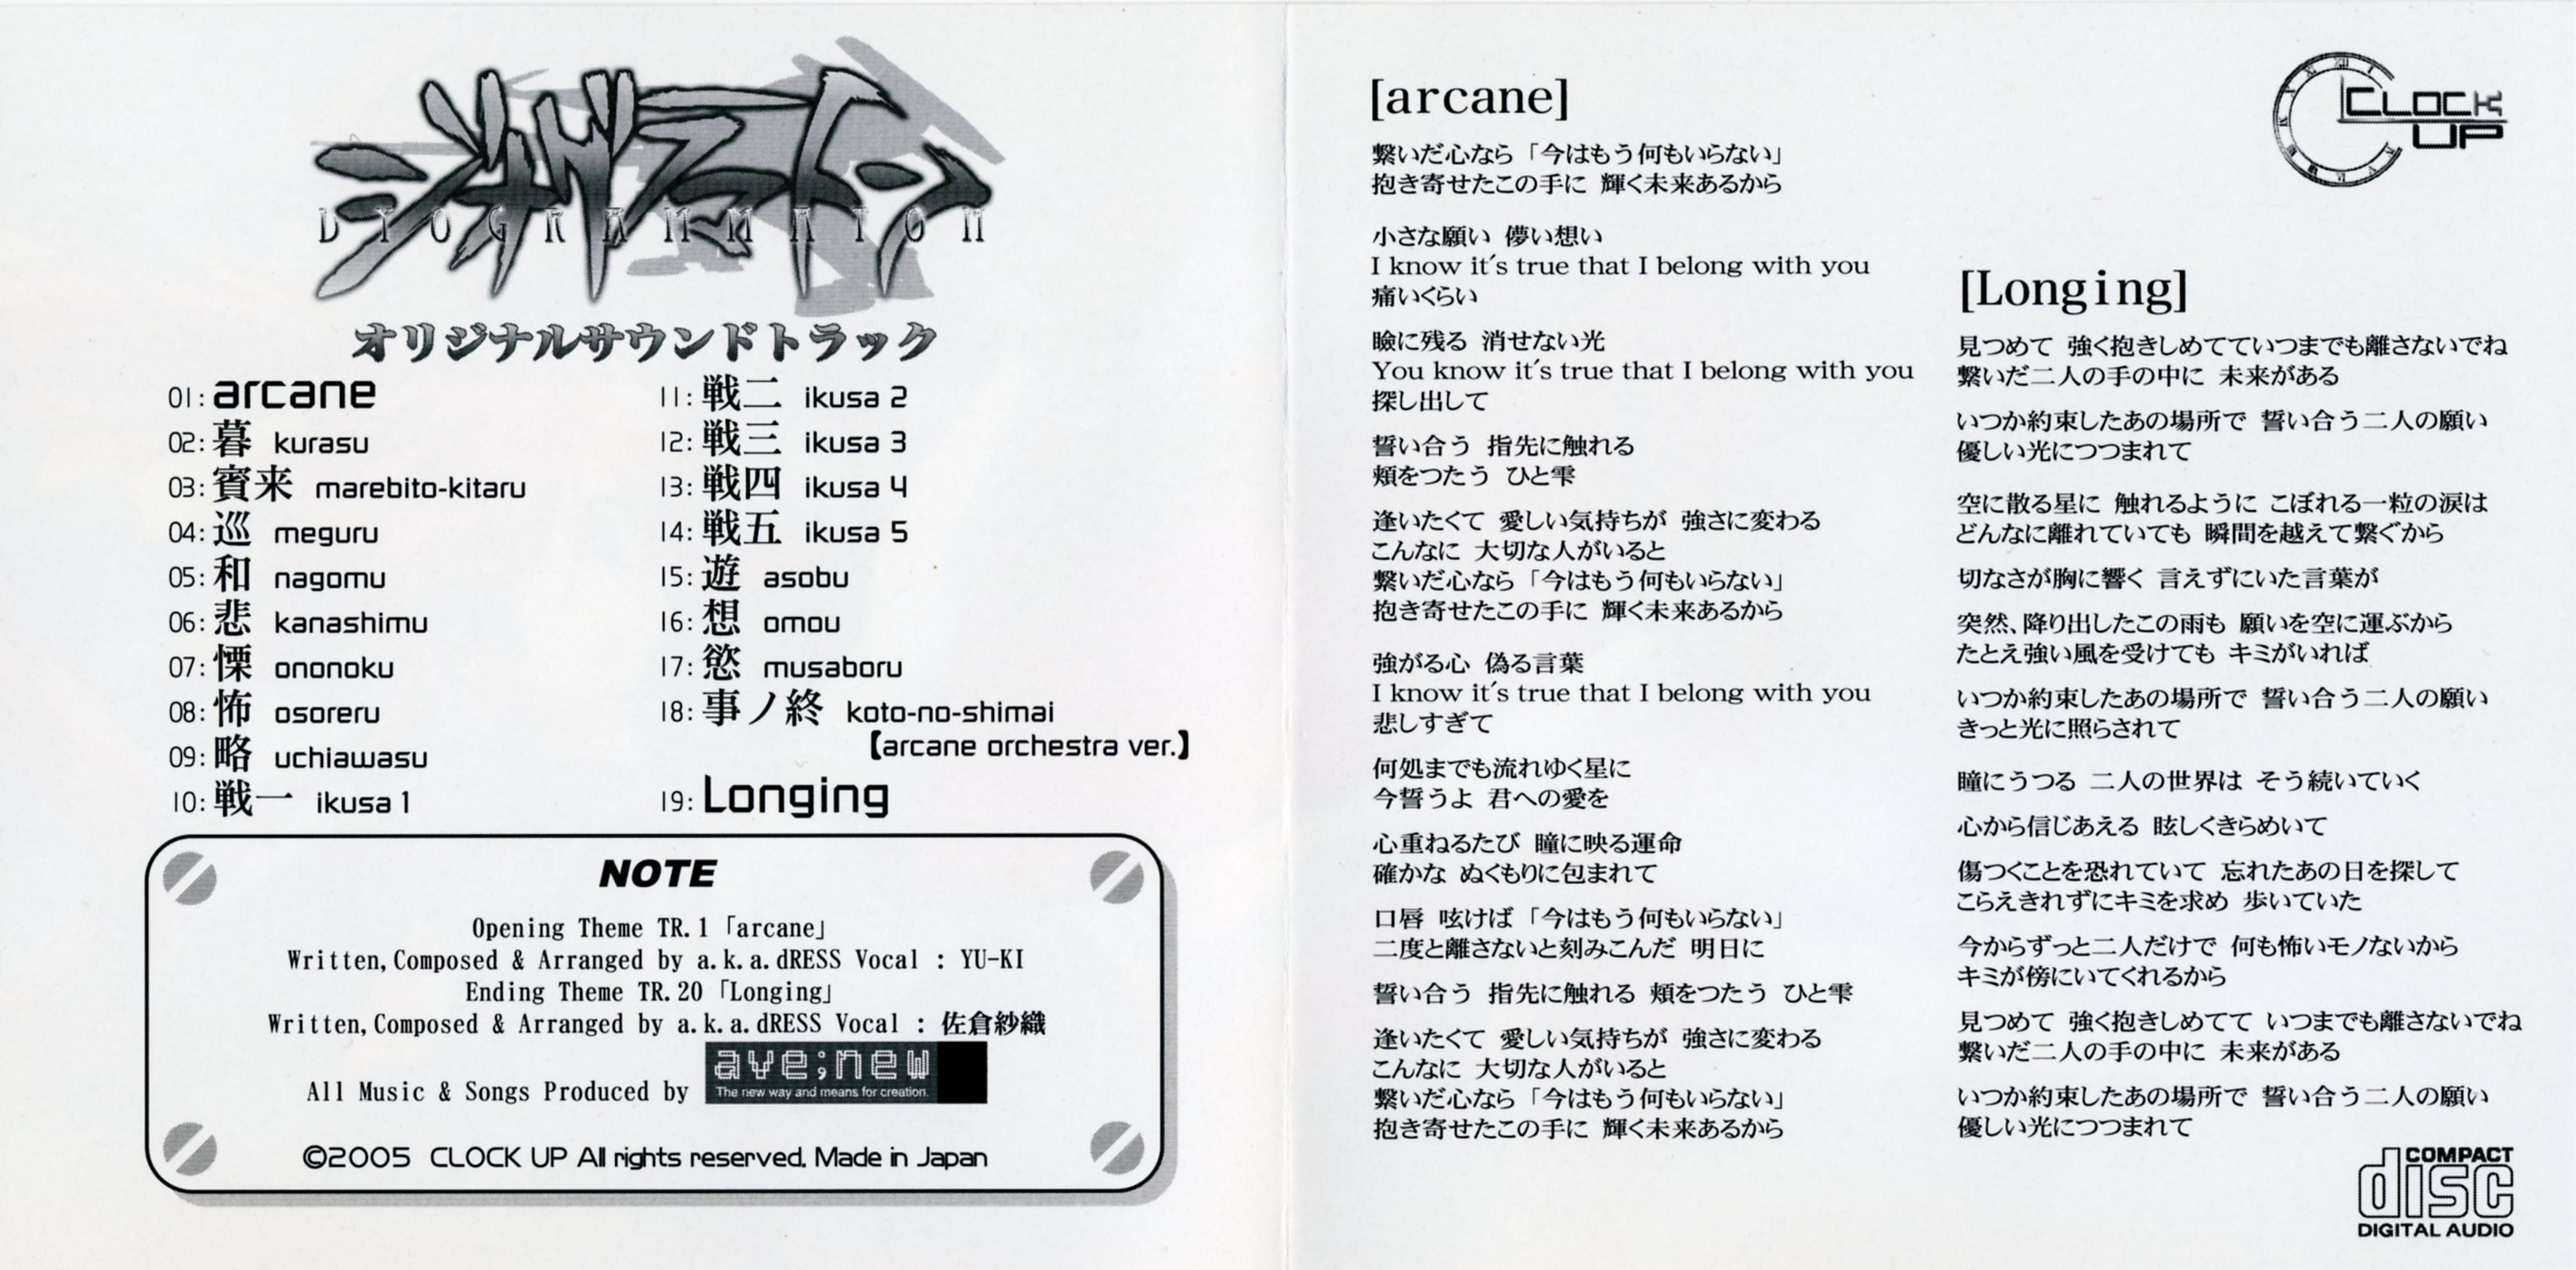 ジオグラマトン
DYOGRAMMATON
オリジナルサウンドトラック
01: arcane
02: 暮 kurasu
03: 賓来 marebito-kitaru
04: 巡 meguru
05: 和 nagomu
06: 悲 kanashimu
07: 慄 ononoku
08: 怖 osoreru
09: 略 uchiawasu
10: 戦一 ikusa 1
11: 戦二 ikusa 2
12: 戦三 ikusa 3
13: 戦四 ikusa 4
14: 戦五 ikusa 5
15: 遊 asobu
16: 想 omou
17: 慾 musaboru
18: 事ノ終 koto-no-shimai
【arcane orchestra ver.】
19: Longing
NOTE
Opening Theme TR.1「arcane」
Written,Composed & Arranged by a.k.a.dRESS Vocal : YU-KI
Ending Theme TR.20「Longing」
Written,Composed & Arranged by a.k.a.dRESS Vocal : 佐倉紗織
All Music & Songs Produced by
ave;new
The new way and means for creation.
©2005 CLOCK UP All rights reserved. Made in Japan
[arcane]
繋いだ心なら「今はもう何もいらない」
抱き寄せたこの手に 輝く未来あるから
小さな願い 儚い想い
I know it's true that I belong with you
痛いくらい
瞼に残る 消せない光
You know it's true that I belong with you
探し出して
誓い合う 指先に触れる
頬をつたう ひと雫
逢いたくて 愛しい気持ちが 強さに変わる
こんなに 大切な人がいると
繋いだ心なら「今はもう何もいらない」
抱き寄せたこの手に 輝く未来あるから
強がる心 偽る言葉
I know it's true that I belong with you
悲しすぎて
何処までも流れゆく星に
今誓うよ 君への愛を
心重ねるたび 瞳に映る運命
確かな ぬくもりに包まれて
口唇 呟けば「今はもう何もいらない」
二度と離さないと刻みこんだ 明日に
誓い合う 指先に触れる 頬をつたう ひと雫
逢いたくて 愛しい気持ちが 強さに変わる
こんなに 大切な人がいると
繋いだ心なら「今はもう何もいらない」
抱き寄せたこの手に 輝く未来あるから
CLOCK
UP
[Longing]
見つめて 強く抱きしめてていつまでも離さないでね
繋いだ二人の手の中に 未来がある
いつか約束したあの場所で 誓い合う二人の願い
優しい光につつまれて
空に散る星に 触れるように こぼれる一粒の涙は
どんなに離れていても 瞬間を越えて繋ぐから
切なさが胸に響く 言えずにいた言葉が
突然、降り出したこの雨も 願いを空に運ぶから
たとえ強い風を受けても キミがいれば
いつか約束したあの場所で 誓い合う二人の願い
きっと光に照らされて
瞳にうつる 二人の世界は そう続いていく
心から信じあえる 眩しくきらめいて
傷つくことを恐れていて 忘れたあの日を探して
こらえきれずにキミを求め 歩いていた
今からずっと二人だけで 何も怖いモノないから
キミが傍にいてくれるから
見つめて 強く抱きしめてて いつまでも離さないでね
繋いだ二人の手の中に 未来がある
いつか約束したあの場所で 誓い合う二人の願い
優しい光につつまれて
COMPACT
disc
DIGITAL AUDIO